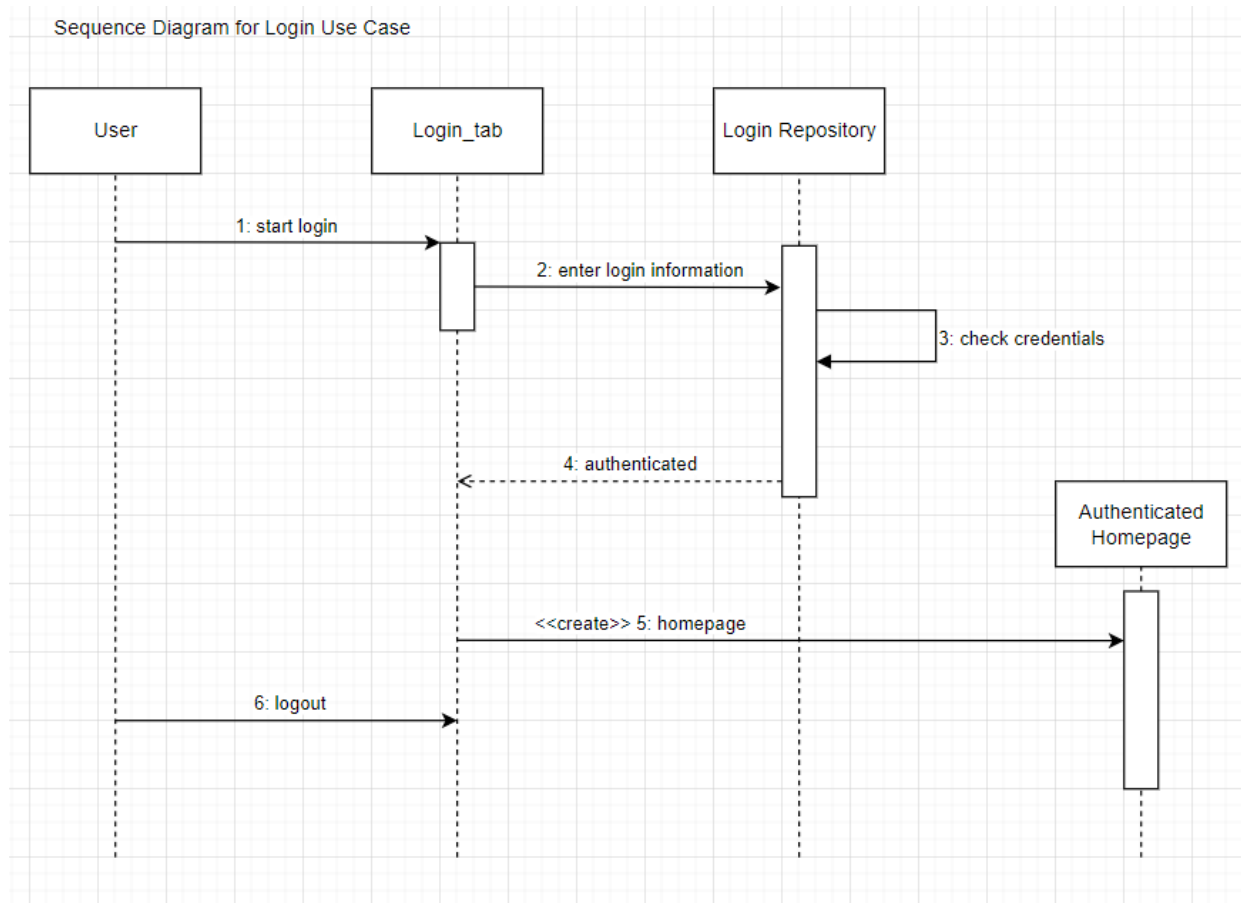 Sequence Diagram for Login Use Case
User
Login_tab
Login Repository
1: start login
2: enter login information
3: check credentials
4: authenticated
Authenticated
Homepage
<<create>> 5: homepage
6: logout